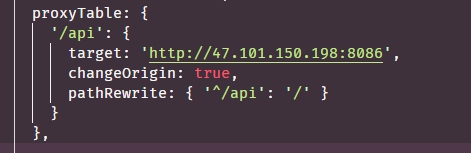 proxyTable: {
'/api': {
target: 'http://47.101.150.198:8086',
changeOrigin: true,
pathRewrite: { '^/api': '/' }
}
},